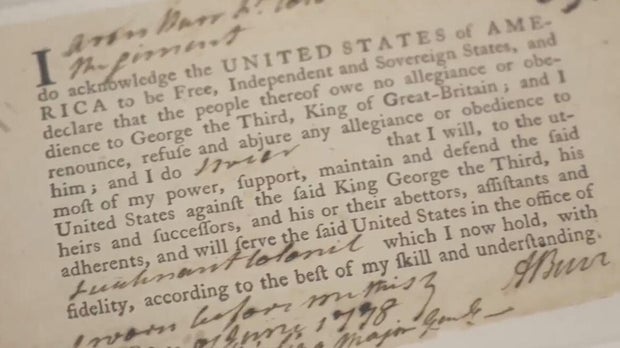 I Aaron Burr Lt. Col.
Regiment
do acknowledge the UNITED STATES of AME-
RICA to be Free, Independent and Sovereign States, and
declare that the people thereof owe no allegiance or obe-
dience to George the Third, King of Great-Britain; and I
renounce, refuſe and abjure any allegiance or obedience to
him; and I do swear that I will, to the ut-
moſt of my power, ſupport, maintain and defend the ſaid
United States againſt the ſaid King George the Third, his
heirs and ſucceſſors, and his or their abettors, aſſiſtants and
adherents, and will ſerve the ſaid United States in the office of
Lieutenant Colonel which I now hold, with
fidelity, according to the beſt of my ſkill and underſtanding.
Sworn before me this ABurr
June 1778
Major Genl